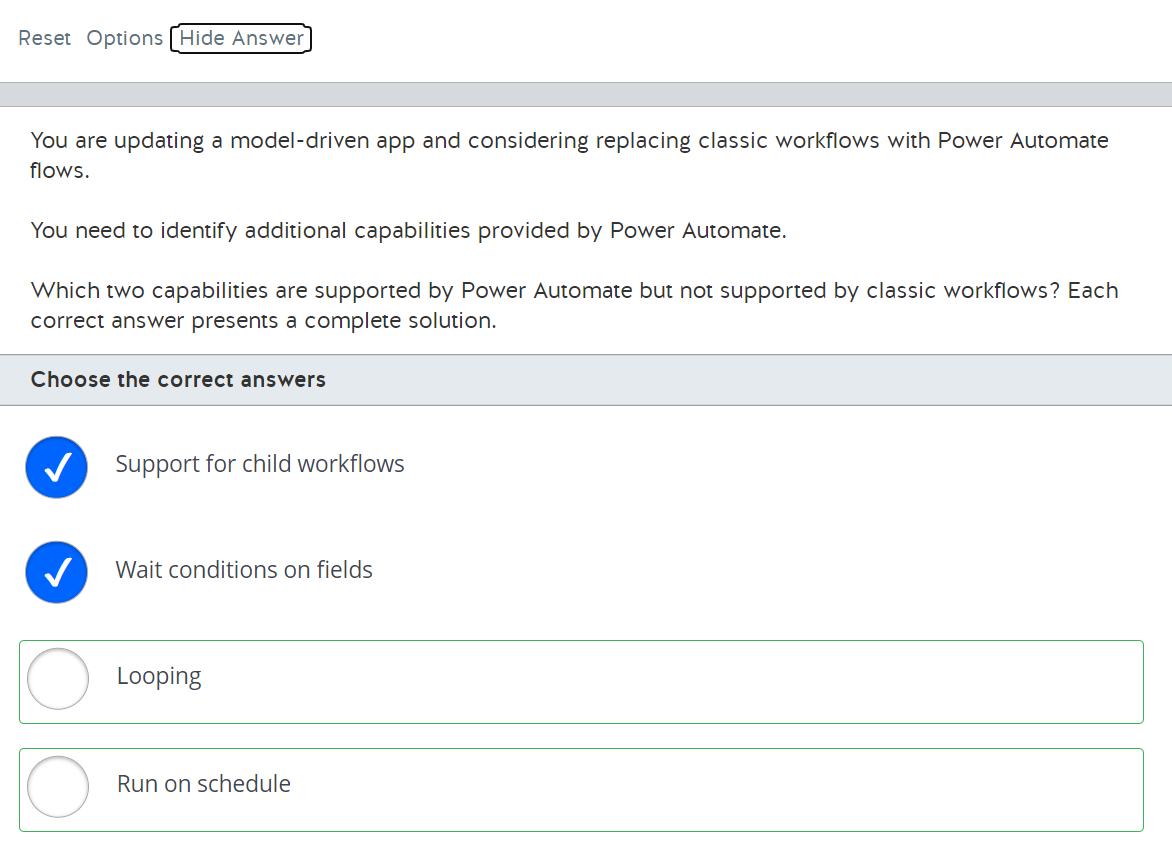 Reset Options Hide Answer
You are updating a model-driven app and considering replacing classic workflows with Power Automate
flows.
You need to identify additional capabilities provided by Power Automate.
Which two capabilities are supported by Power Automate but not supported by classic workflows? Each
correct answer presents a complete solution.
Choose the correct answers
Support for child workflows
Wait conditions on fields
Looping
Run on schedule